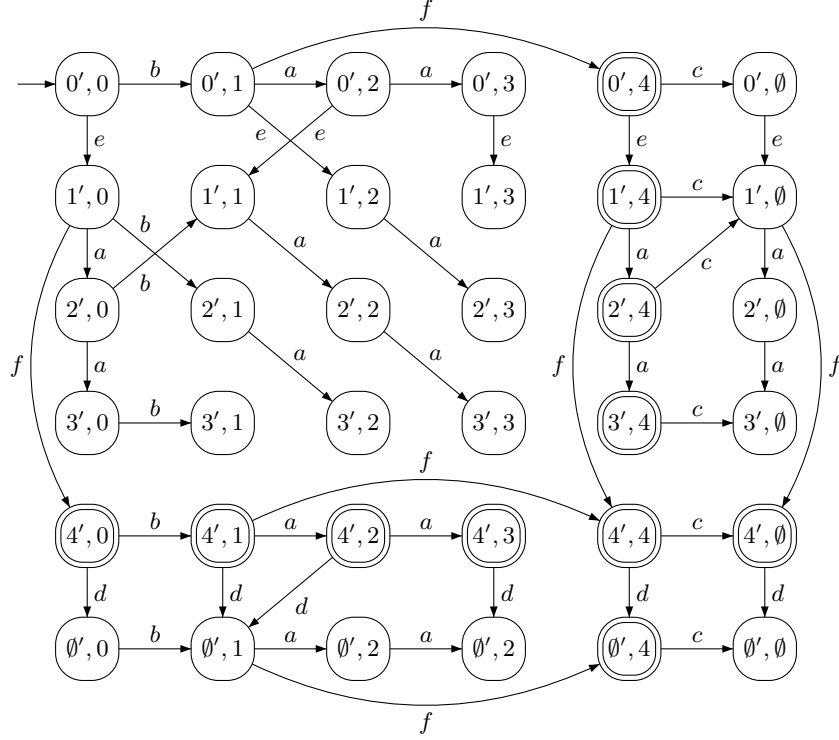 f
0′, 0 b 0′, 1 a 0′, 2 a 0′, 3 0′, 4 c 0′, ∅
e e e e e e
1′, 0 1′, 1 1′, 2 1′, 3 1′, 4 c 1′, ∅
b
a a a a a
b c
2′, 0 2′, 1 2′, 2 2′, 3 2′, 4 2′, ∅
f a a a f a a f
3′, 0 b 3′, 1 3′, 2 3′, 3 3′, 4 c 3′, ∅
f
4′, 0 b 4′, 1 a 4′, 2 a 4′, 3 4′, 4 c 4′, ∅
d d d d d d
∅′, 0 b ∅′, 1 a ∅′, 2 a ∅′, 2 ∅′, 4 c ∅′, ∅
f